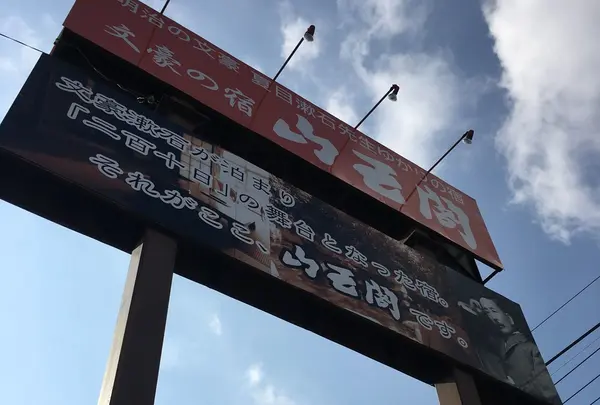 明治の文豪 夏目漱石先生ゆかりの宿
文豪の宿 山王閣
文豪漱石が泊まり
「二百十日」の舞台となった宿。
それがここ、山王閣です。